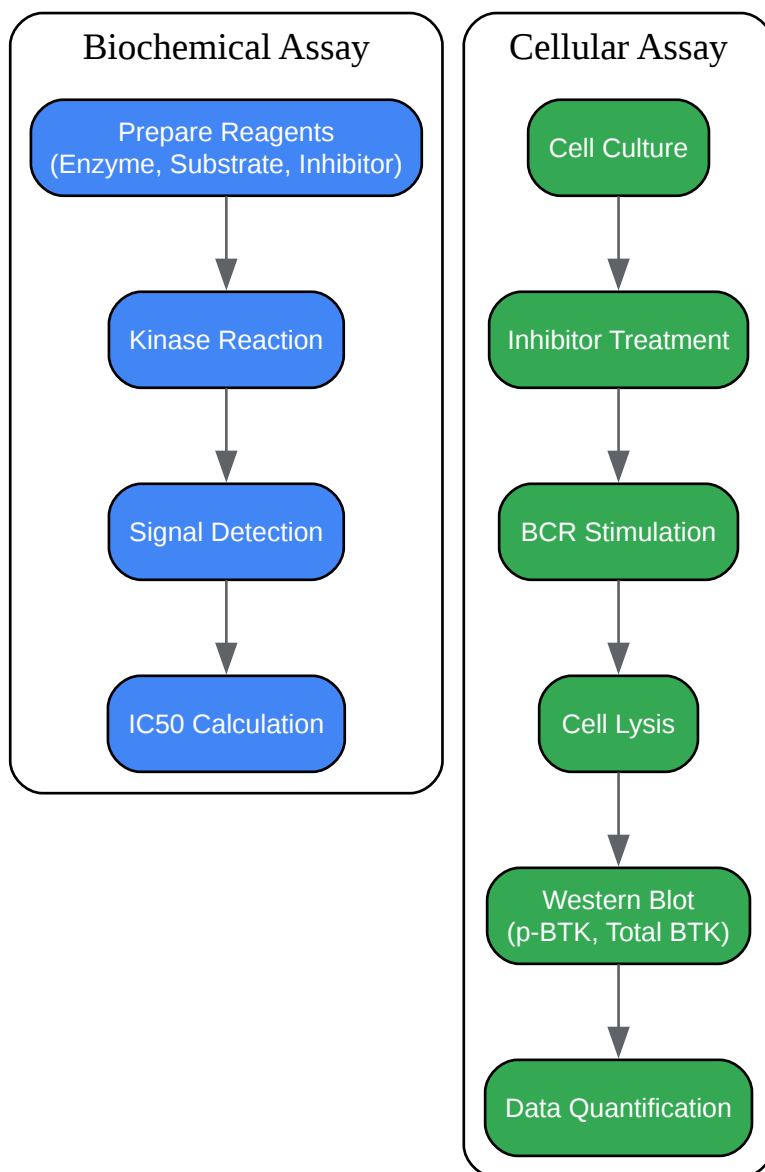 Biochemical Assay
Prepare Reagents
(Enzyme, Substrate, Inhibitor)
Kinase Reaction
Signal Detection
IC50 Calculation
Cellular Assay
Cell Culture
Inhibitor Treatment
BCR Stimulation
Cell Lysis
Western Blot
(p-BTK, Total BTK)
Data Quantification